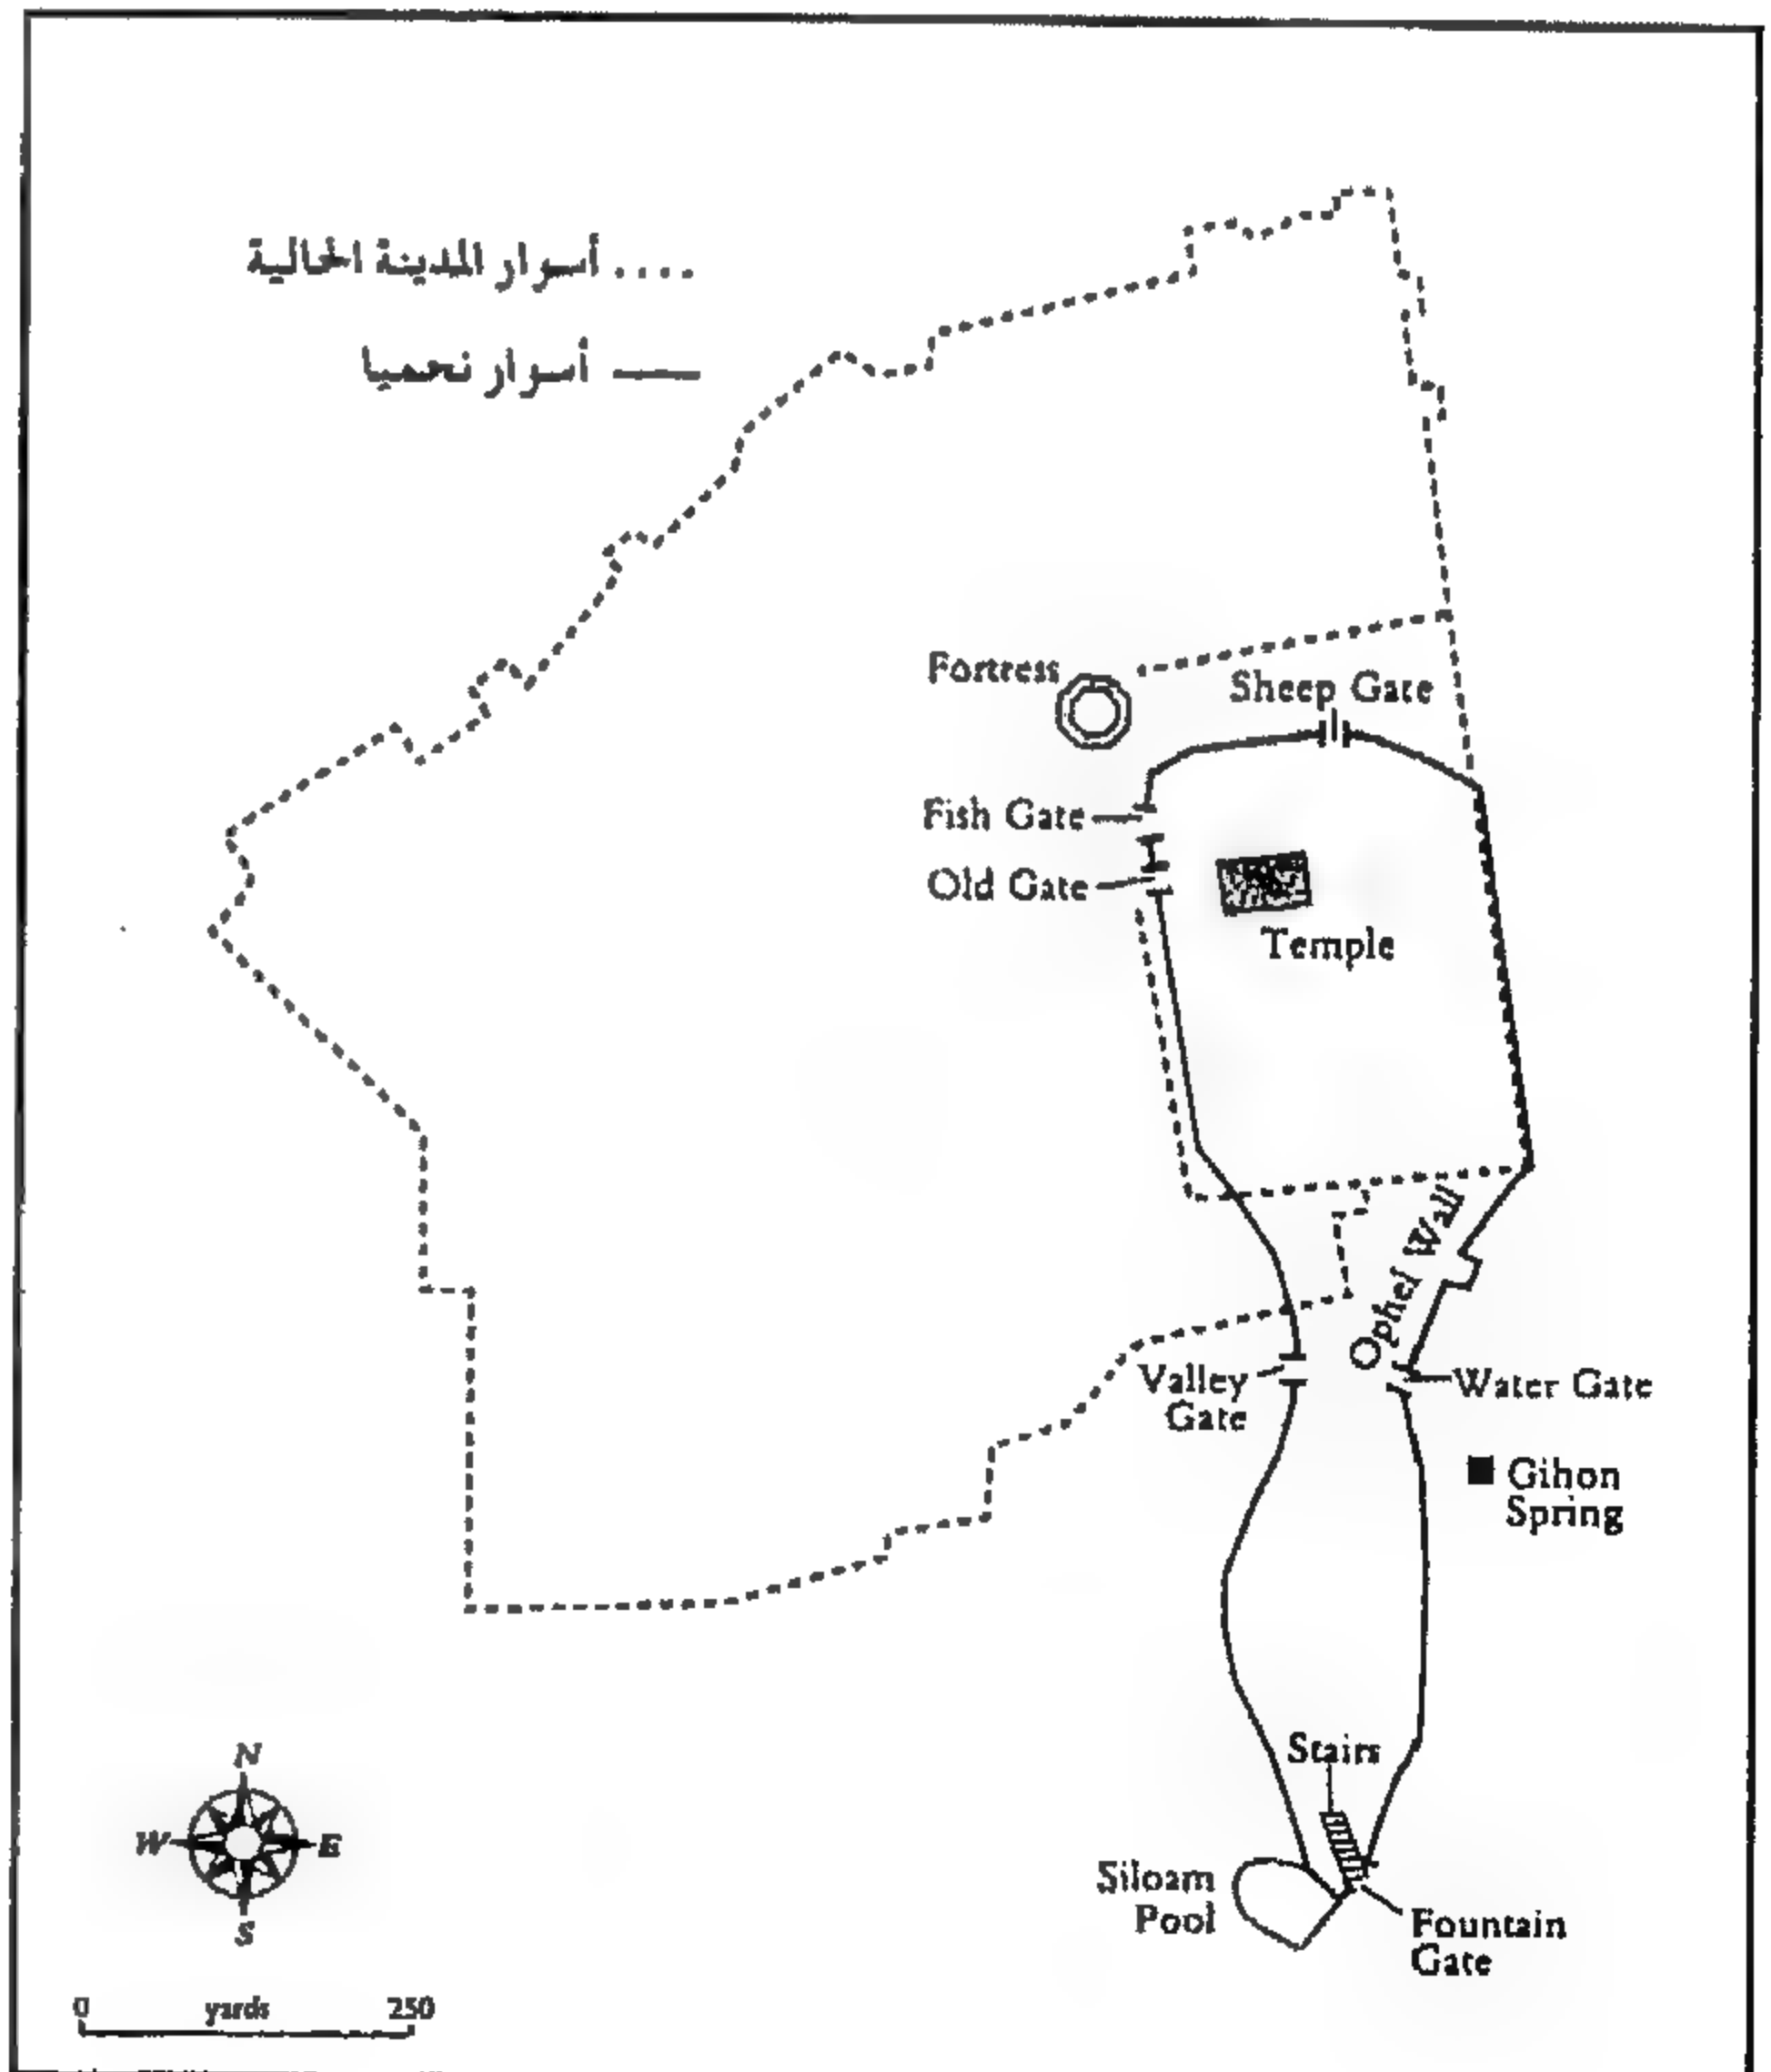 أسوار المدينة الحالية ....
أسوار نحميا
Fortress
Sheep Gate
Fish Gate
Old Gate
Temple
Ophel Wall
Valley
Gate
Water Gate
Gihon
Spring
Stairs
Siloam
Pool
Fountain
Gate
N
W E
S
0 yards 250